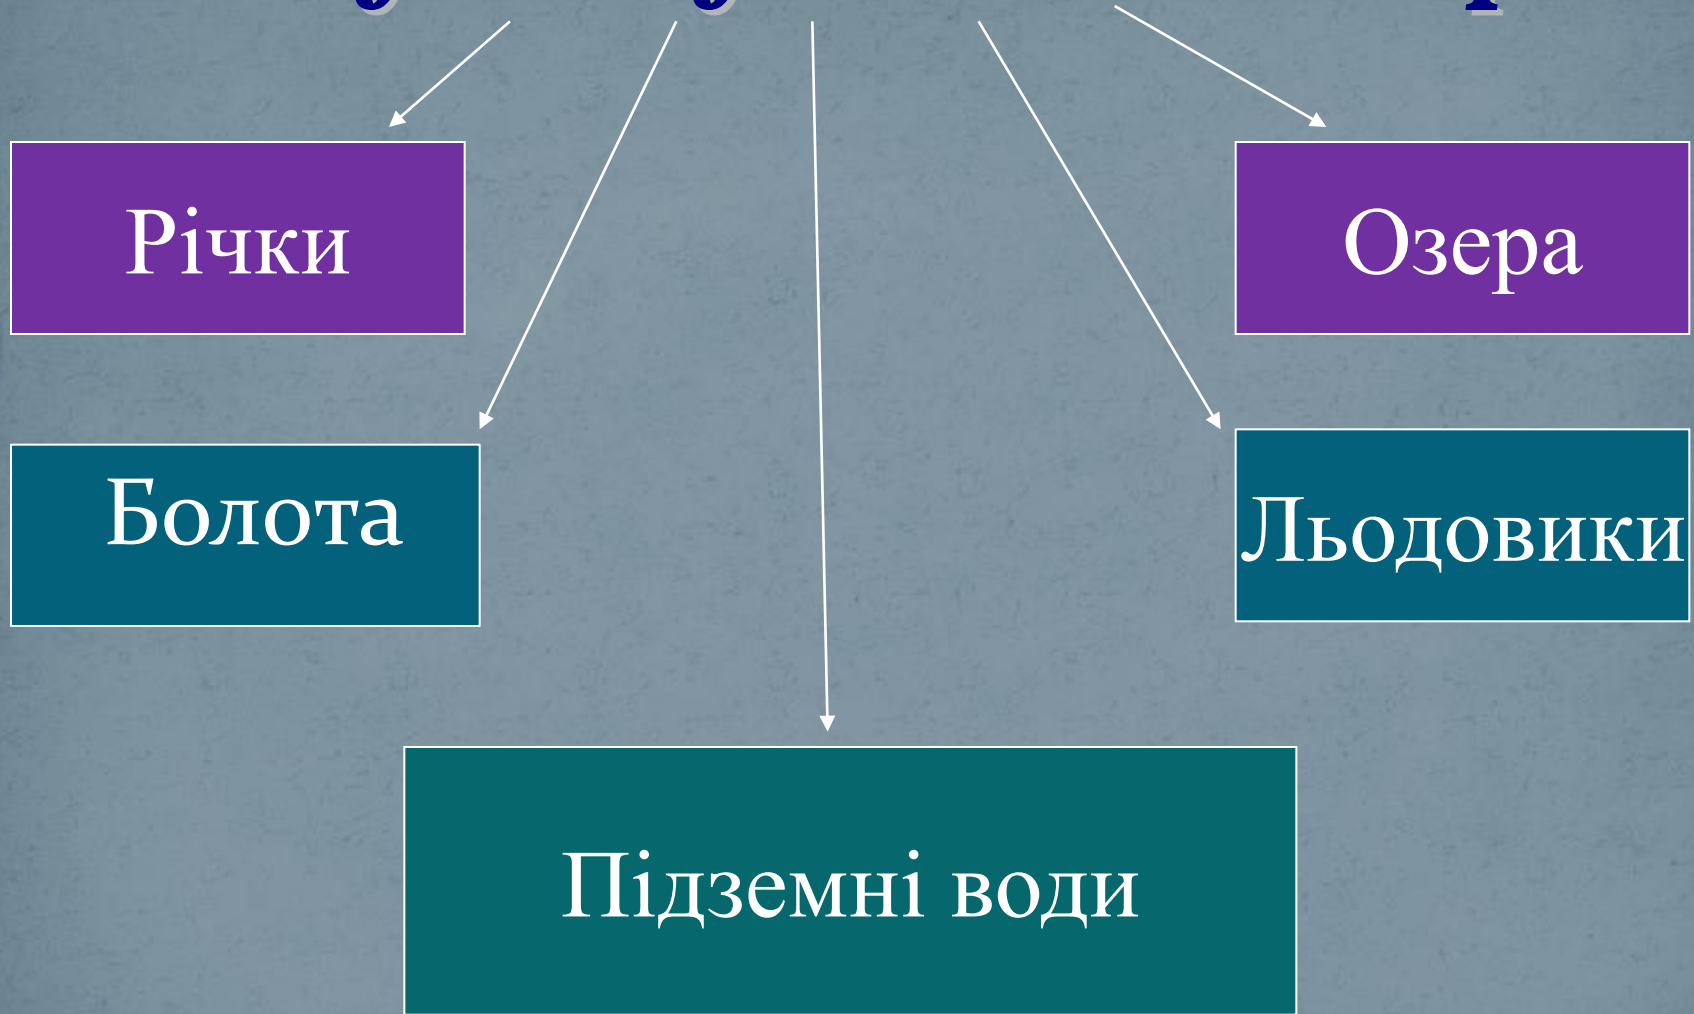 Річки
Озера
Болота
Льодовики
Підземні води